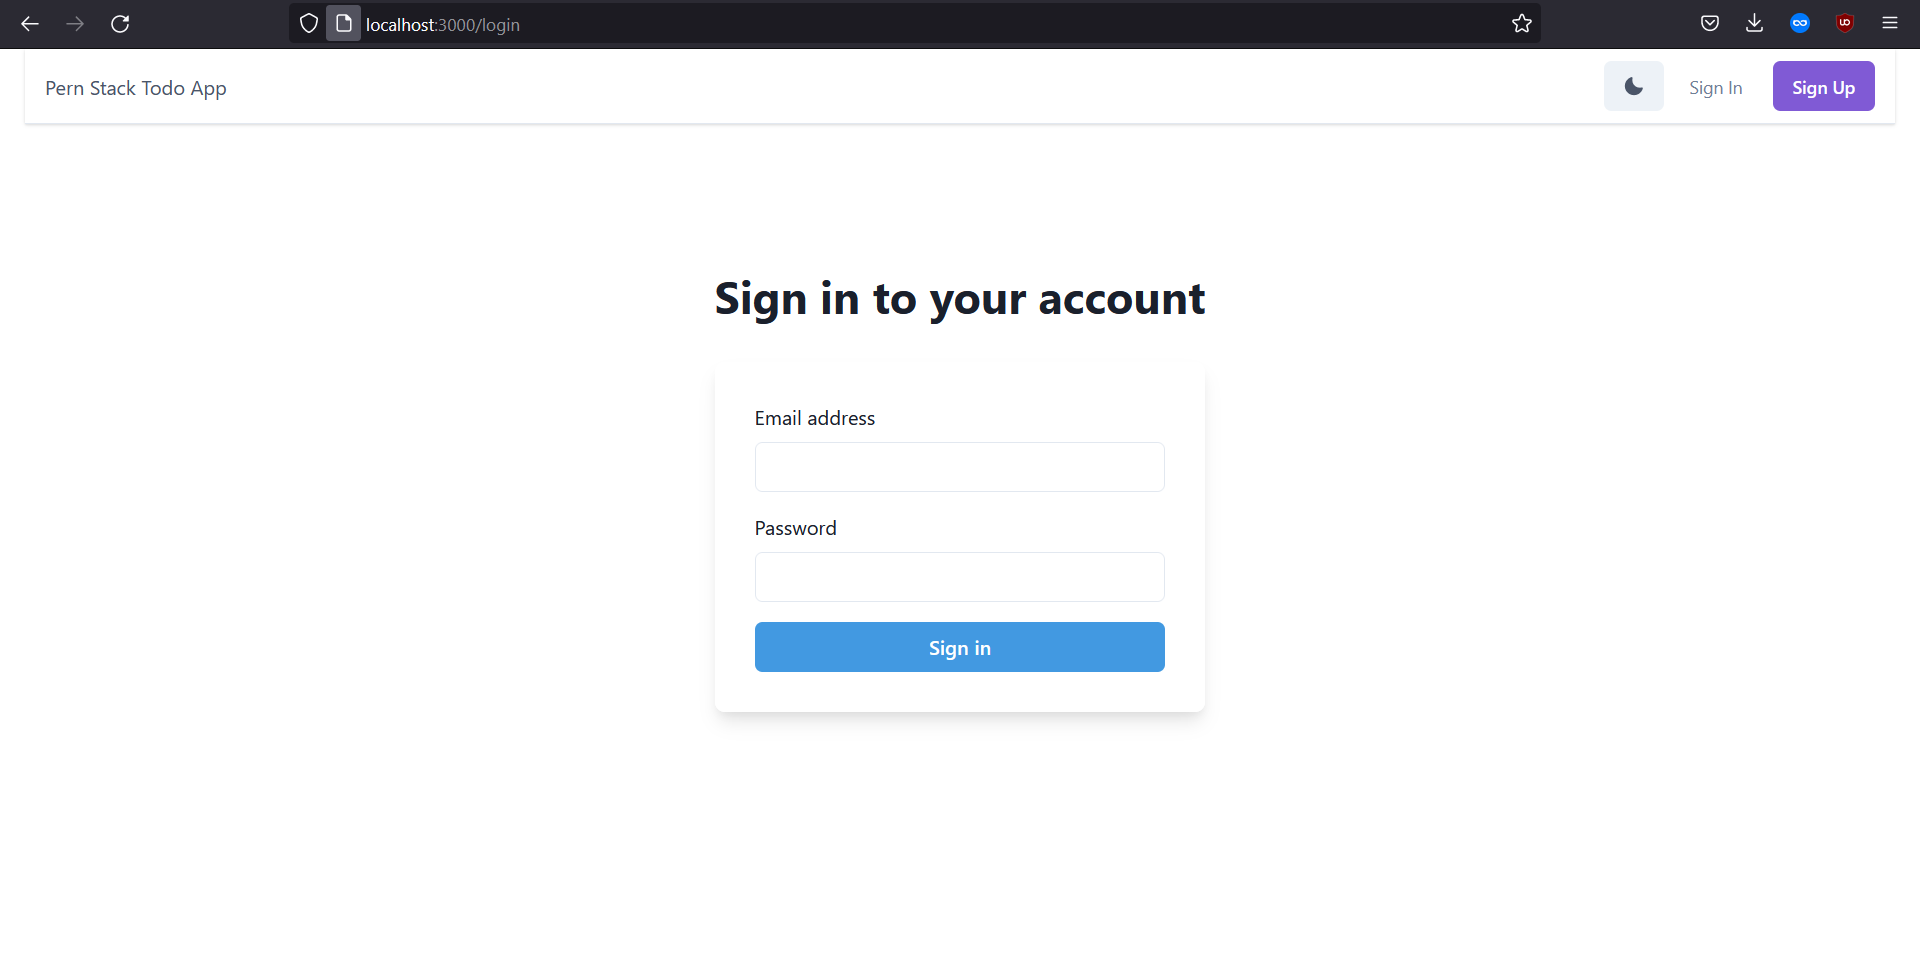 localhost:3000/login
Pern Stack Todo App
Sign In
Sign Up
Sign in to your account
Email address
Password
Sign in